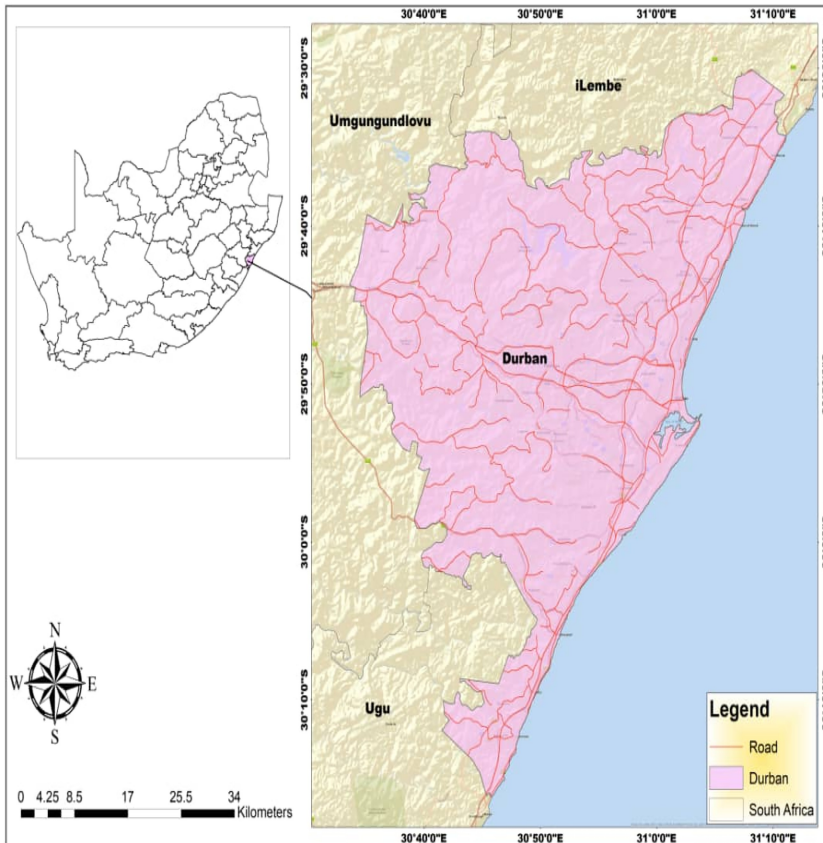 30°40'0"E 30°50'0"E 31°0'0"E 31°10'0"E
29°30'0"S
29°40'0"S
29°50'0"S
30°0'0"S
30°10'0"S
iLembe
Umgungundlovu
Durban
Ugu
N
W E
S
0 4.25 8.5 17 25.5 34
Kilometers
Legend
Road
Durban
South Africa
30°40'0"E 30°50'0"E 31°0'0"E 31°10'0"E